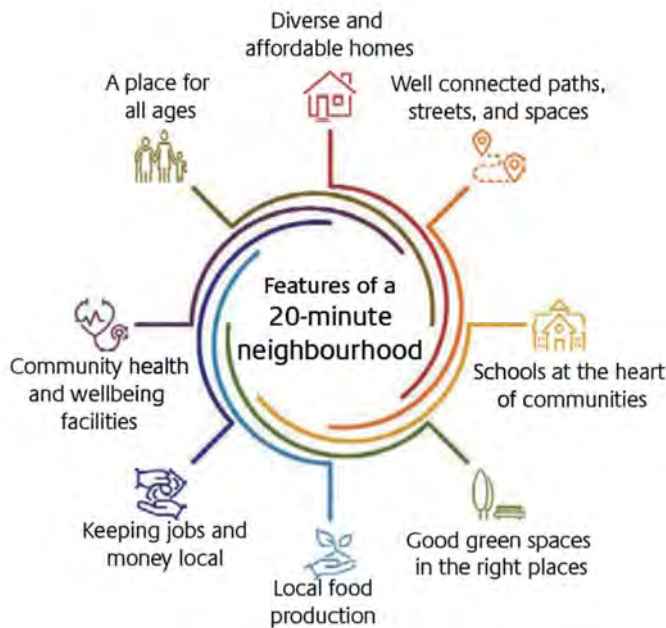 Diverse and
affordable homes
A place for
all ages
Well connected paths,
streets, and spaces
Features of a
20-minute
neighbourhood
Community health
and wellbeing
facilities
Schools at the heart
of communities
Keeping jobs and
money local
Good green spaces
in the right places
Local food
production